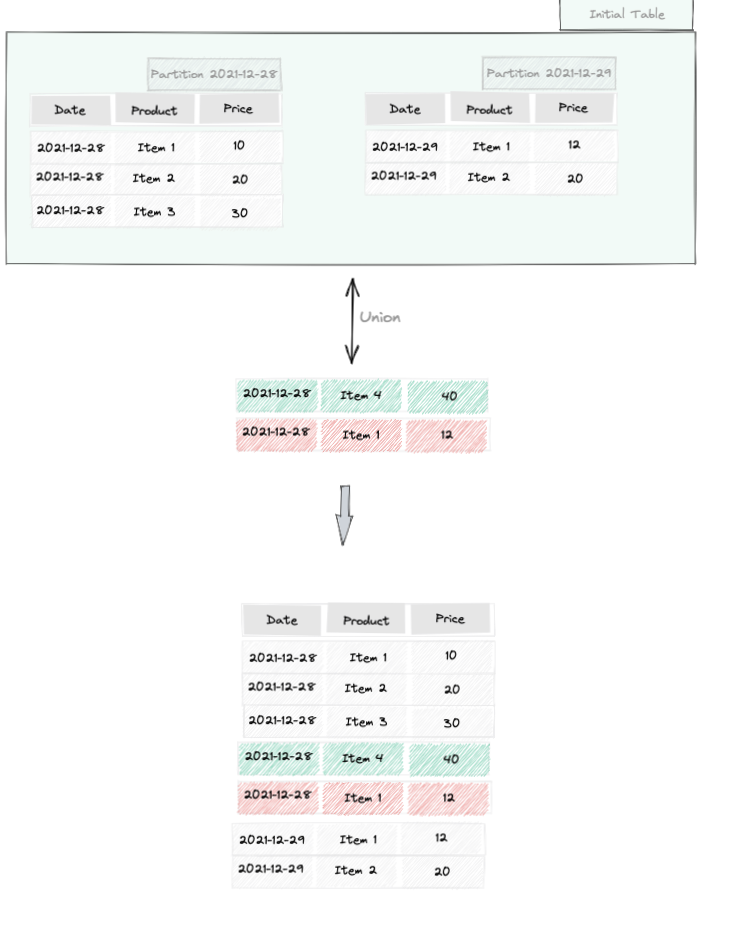 Initial Table
Partition 2021-12-28
Date Product Price
2021-12-28 Item 1 10
2021-12-28 Item 2 20
2021-12-28 Item 3 30
Partition 2021-12-29
Date Product Price
2021-12-29 Item 1 12
2021-12-29 Item 2 20
Union
2021-12-28 Item 4 40
2021-12-28 Item 1 12
Date Product Price
2021-12-28 Item 1 10
2021-12-28 Item 2 20
2021-12-28 Item 3 30
2021-12-28 Item 4 40
2021-12-28 Item 1 12
2021-12-29 Item 1 12
2021-12-29 Item 2 20